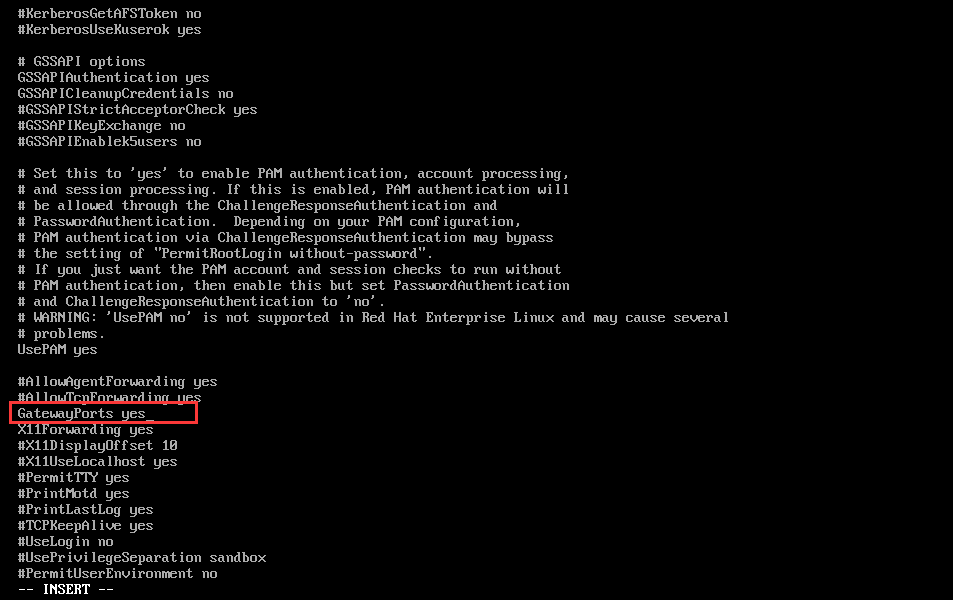 #KerberosGetAFSToken no
#KerberosUseKuserok yes
# GSSAPI options
GSSAPIAuthentication yes
GSSAPICleanupCredentials no
#GSSAPIStrictAcceptorCheck yes
#GSSAPIKeyExchange no
#GSSAPIEnablek5users no
# Set this to 'yes' to enable PAM authentication, account processing,
# and session processing. If this is enabled, PAM authentication will
# be allowed through the ChallengeResponseAuthentication and
# PasswordAuthentication.  Depending on your PAM configuration,
# PAM authentication via ChallengeResponseAuthentication may bypass
# the setting of "PermitRootLogin without-password".
# If you just want the PAM account and session checks to run without
# PAM authentication, then enable this but set PasswordAuthentication
# and ChallengeResponseAuthentication to 'no'.
# WARNING: 'UsePAM no' is not supported in Red Hat Enterprise Linux and may cause several
# problems.
UsePAM yes
#AllowAgentForwarding yes
#AllowTcpForwarding yes
GatewayPorts yes_
X11Forwarding yes
#X11DisplayOffset 10
#X11UseLocalhost yes
#PermitTTY yes
#PrintMotd yes
#PrintLastLog yes
#TCPKeepAlive yes
#UseLogin no
#UsePrivilegeSeparation sandbox
#PermitUserEnvironment no
-- INSERT --